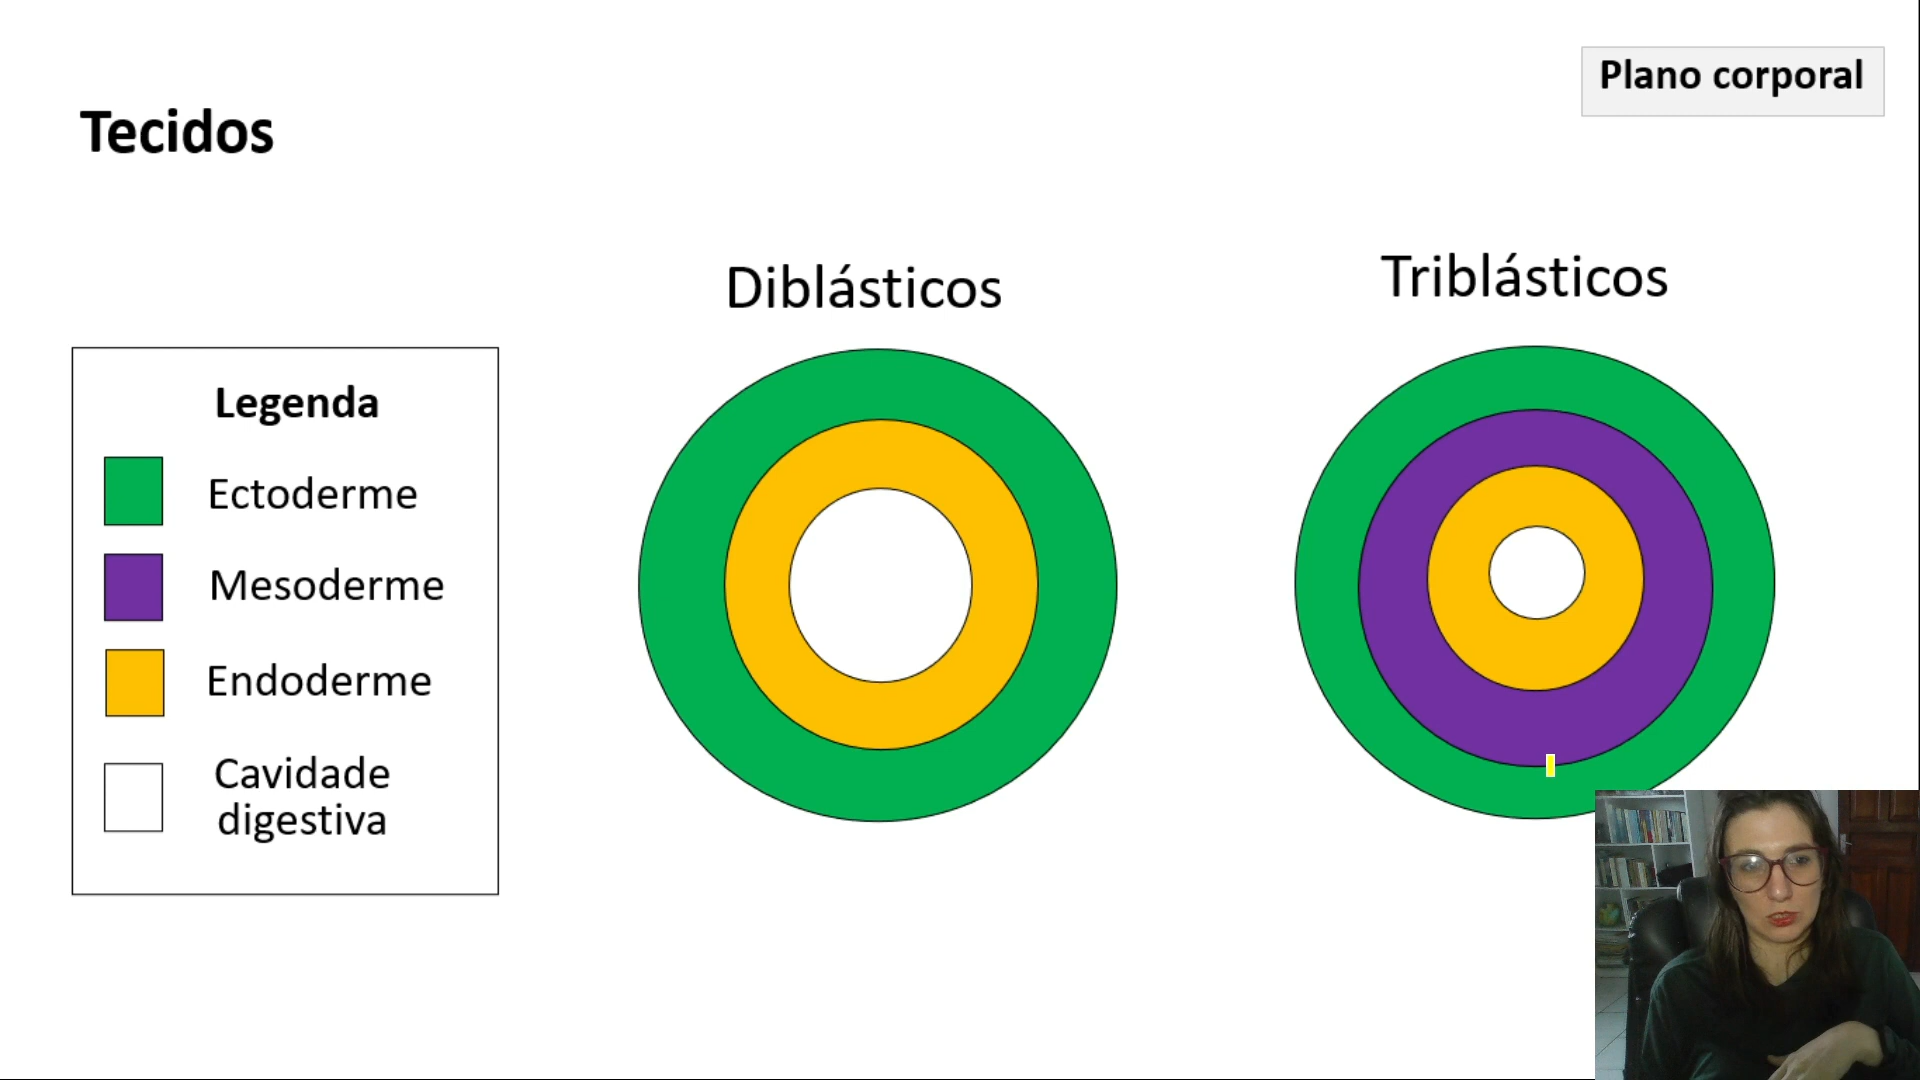 Plano corporal
Tecidos
Diblásticos
Triblásticos
Legenda
Ectoderme
Mesoderme
Endoderme
Cavidade
digestiva